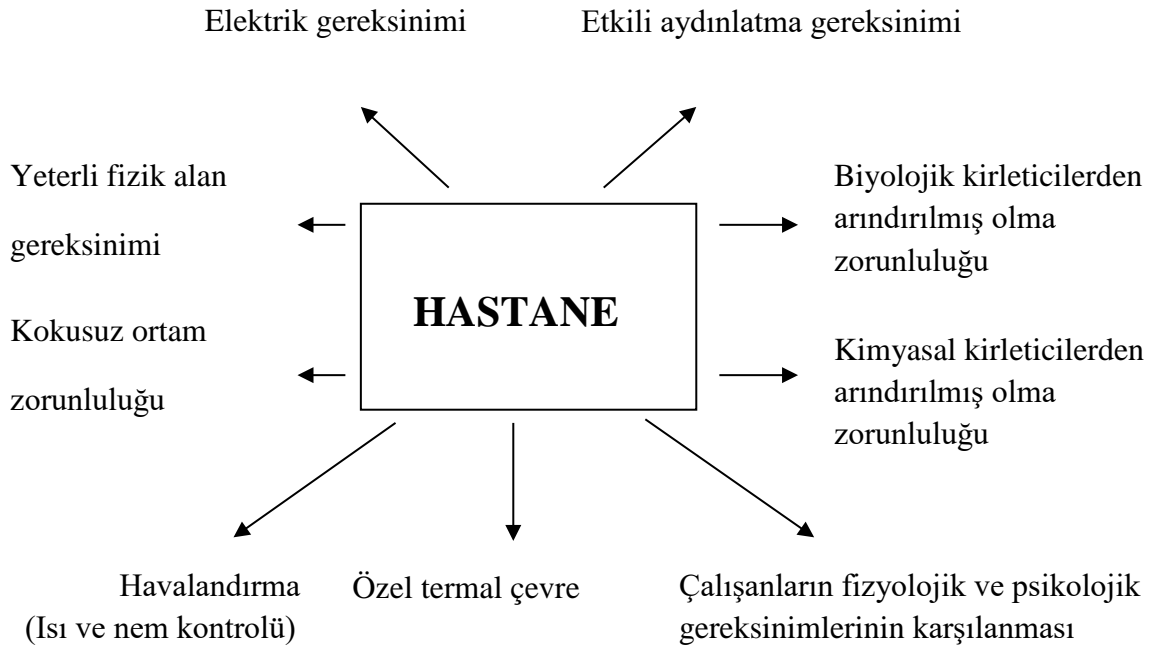 Elektrik gereksinimi
Etkili aydınlatma gereksinimi
Yeterli fizik alan
gereksinimi
Biyolojik kirleticilerden
arındırılmış olma
zorunluluğu
HASTANE
Kokusuz ortam
zorunluluğu
Kimyasal kirleticilerden
arındırılmış olma
zorunluluğu
Havalandırma
(Isı ve nem kontrolü)
Özel termal çevre
Çalışanların fizyolojik ve psikolojik
gereksinimlerinin karşılanması